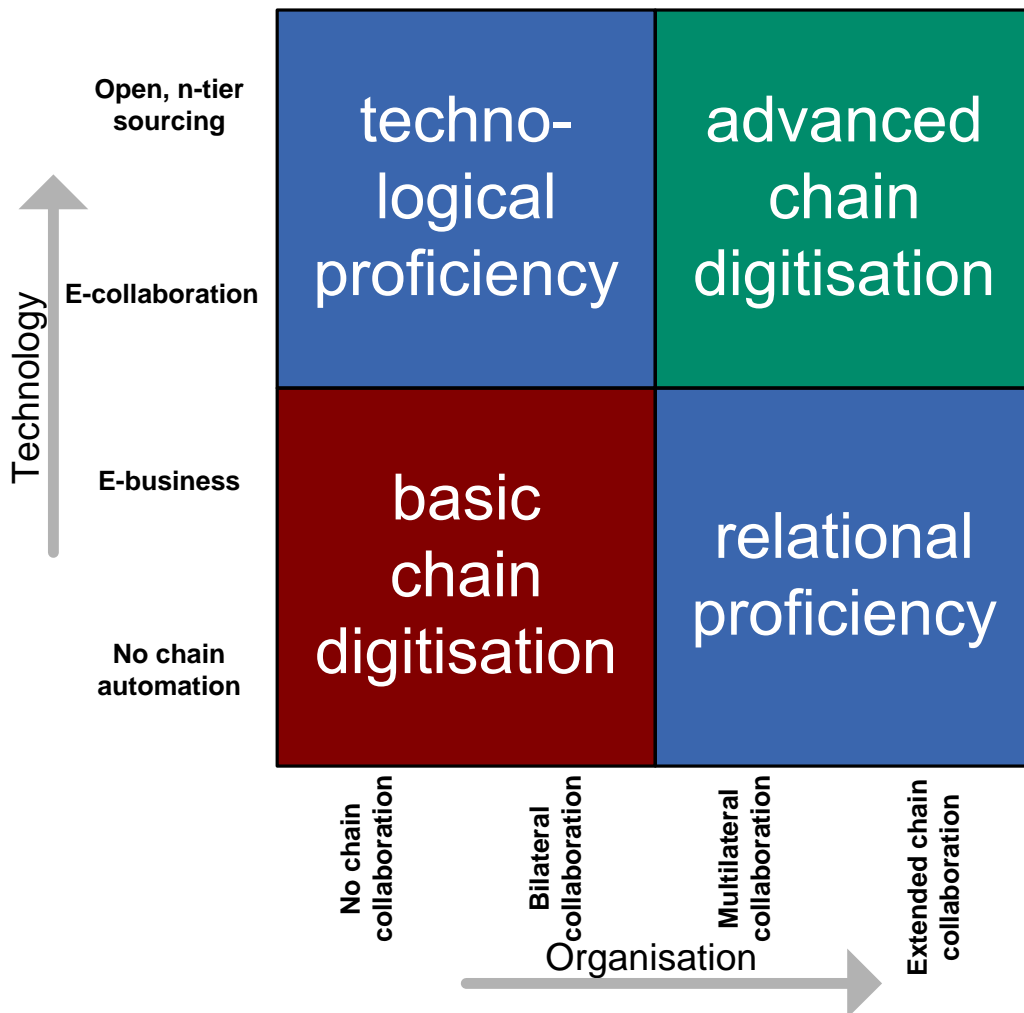 Open, n-tier
sourcing
techno-
logical
proficiency
advanced
chain
digitisation
E-collaboration
Technology
E-business
basic
chain
digitisation
relational
proficiency
No chain
automation
No chain
collaboration
Bilateral
collaboration
Multilateral
collaboration
Extended chain
collaboration
Organisation